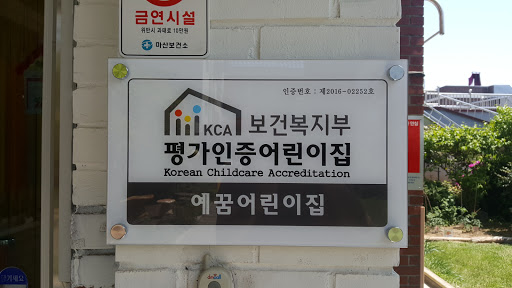 금연시설
위반시 과태료 10만원
마산보건소
인증번호 : 제2016-02252호
KCA 보건복지부
평가인증어린이집
Korean Childcare Accreditation
예꿈어린이집